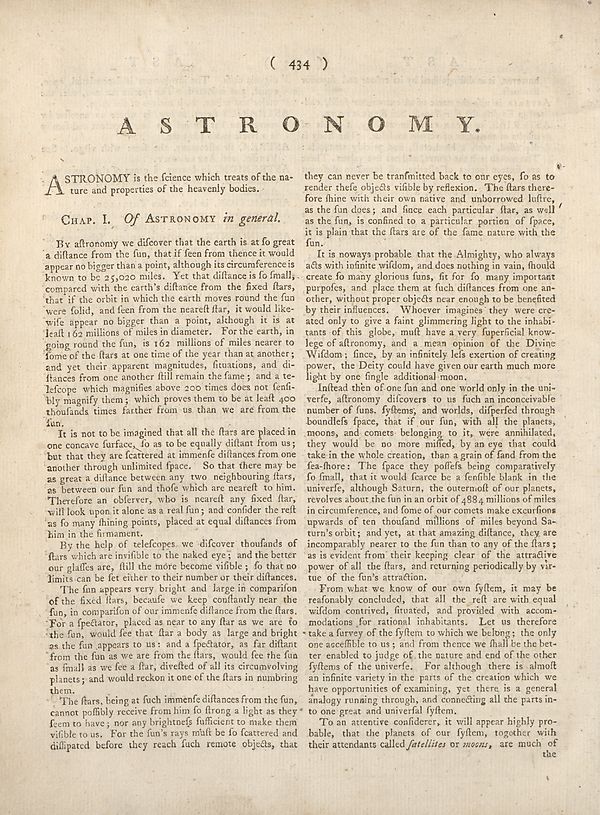 ( 434 )
ASTRONOMY.
ASTRONOMY is the ſcience which treats of the na-
ture and properties of the heavenly bodies.
CHAP. I. Of ASTRONOMY in general.
BY aſtronomy we diſcover that the earth is at ſo great
a diſtance from the ſun, that if ſeen from thence it would
appear no bigger than a point, although its circumference is
known to be 25,020 miles. Yet that diſtance is ſo ſmall,
compared with the earth's diſtance from the fixed ſtars,
that if the orbit in which the earth moves round the ſun
were ſolid, and ſeen from the neareſt ſtar, it would like-
wiſe appear no bigger than a point, although it is at
leaſt 162 millions of miles in diameter. For the earth, in
going round the ſun, is 162 millions of miles nearer to
ſome of the ſtars at one time of the year than at another;
and yet their apparent magnitudes, ſituations, and di-
ſtances from one another ſtill remain the ſame; and a te-
leſcope which magnifies above 200 times does not ſenſi-
bly magnify them; which proves them to be at leaſt 400
thouſands times farther from us than we are from the
ſun.
It is not to be imagined that all the ſtars are placed in
one concave ſurface, ſo as to be equally diſtant from us;
but that they are ſcattered at immenſe diſtances from one
another through unlimited ſpace. So that there may be
as great a diſtance between any two neighbouring ſtars,
as between our ſun and thoſe which are neareſt to him.
Therefore an obſerver, who is neareſt any fixed ſtar,
will look upon it alone as a real ſun; and conſider the reſt
as ſo many ſhining points, placed at equal diſtances from
him in the firmament.
By the help of teleſcopes we diſcover thouſands of
ſtars which are inviſible to the naked eye; and the better
our glaſſes are, ſtill the more become viſible; ſo that no
limits can be ſet either to their number or their diſtances.
The ſun appears very bright and large in compariſon
of the fixed ſtars, becauſe we keep conſtantly near the
ſun, in compariſon of our immenſe diſtance from the ſtars.
For a ſpectator, placed as near to any ſtar as we are to
the ſun, would ſee that ſtar a body as large and bright
as the ſun appears to us: and a ſpectator, as far diſtant
from the ſun as we are from the ſtars, would ſee the ſun
as ſmall as we ſee a ſtar, diveſted of all its circumvolving
planets; and would reckon it one of the ſtars in numbring
them.
The ſtars, being at ſuch immenſe diſtances from the ſun,
cannot poſſibly receive from him ſo ſtrong a light as they
ſeem to have; nor any brightneſs ſufficient to make them
viſible to us. For the ſun's rays muſt be ſo ſcattered and
diſſipated before they reach ſuch remote objects, that
they can never be tranſmitted back to our eyes, ſo as to
render theſe objects viſible by reflexion. The ſtars there-
fore ſhine with their own native and unborrowed luſtre,
as the ſun does; and ſince each particular ſtar, as well
as the ſun, is confined to a particular portion of ſpace,
it is plain that the ſtars are of the ſame nature with the
ſun.
It is noways probable that the Almighty, who always
acts with infinite wiſdom, and does nothing in vain, ſhould
create ſo many glorious ſuns, fit for ſo many important
purpoſes, and place them at ſuch diſtances from one an-
other, without proper objects near enough to be benefited
by their influences. Whoever imagines they were cre-
ated only to give a faint glimmering light to the inhabi-
tants of this globe, muſt have a very ſuperficial know-
lege of aſtronomy, and a mean opinion of the Divine
Wiſdom; ſince, by an infinitely leſs exertion of creating
power, the Deity could have given our earth much more
light by one ſingle additional moon.
Inſtead then of one ſun and one world only in the uni-
verſe, aſtronomy diſcovers to us ſuch an inconceivable
number of ſuns, ſyſtems, and worlds, diſperſed through
boundleſs ſpace, that if our ſun, with all the planets,
moons, and comets belonging to it, were annihilated,
they would be no more miſſed, by an eye that could
take in the whole creation, than a grain of ſand from the
ſea-ſhore: The ſpace they poſſeſs being comparatively
ſo ſmall, that it would ſcarce be a ſenſible blank in the
univerſe, although Saturn, the outermoſt of our planets,
revolves about the ſun in an orbit of 4884 millions of miles
in circumference, and ſome of our comets make excurſions
upwards of ten thouſand millions of miles beyond Sa-
turn's orbit; and yet, at that amazing diſtance, they are
incomparably nearer to the ſun than to any of the ſtars;
as is evident from their keeping clear of the attractive
power of all the ſtars, and returning periodically by vir-
tue of the ſun's attraction.
From what we know of our own ſyſtem, it may be
reaſonably concluded, that all the reſt are with equal
wiſdom contrived, ſituated, and provided with accom-
modations for rational inhabitants. Let us therefore
take a ſurvey of the ſyſtem to which we belong; the only
one acceſſible to us; and from thence we ſhall be the bet-
ter enabled to judge of the nature and end of the other
ſyſtems of the univerſe. For although there is almoſt
an infinite variety in the parts of the creation which we
have opportunities of examining, yet there is a general
analogy running through, and connecting all the parts in-
to one great and univerſal ſyſtem.
To an attentive conſiderer, it will appear highly pro-
bable, that the planets of our ſyſtem, together with
their attendants called ſatellites or moons, are much of
the